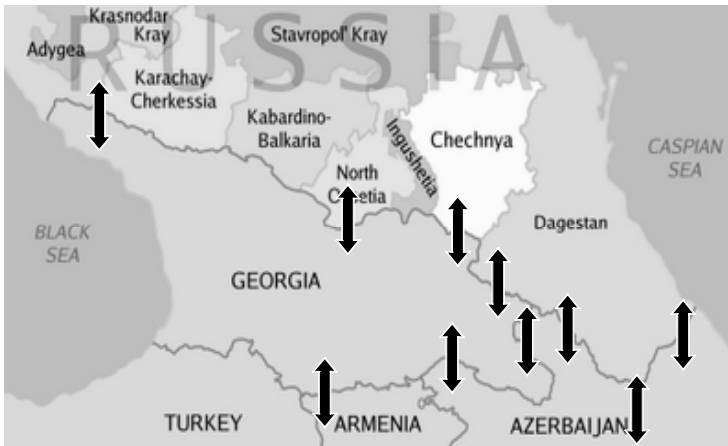 RUSSIA
Krasnodar
Kray
Adygea
Stavropol' Kray
Karachay-
Cherkessia
Kabardino-
Balkaria
Ingushetia
Chechnya
CASPIAN
SEA
North
Dagestan
BLACK
SEA
GEORGIA
TURKEY
ARMENIA
AZERBAIJAN